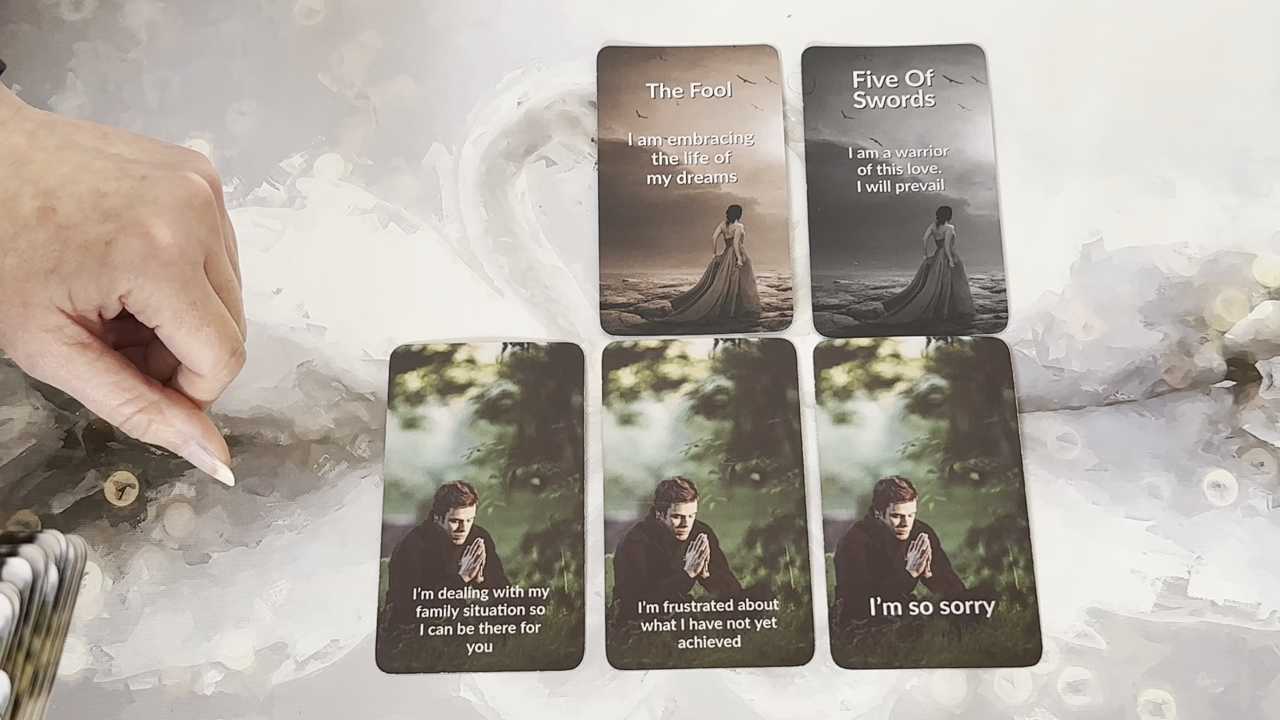 The Fool
I am embracing
the life of
my dreams
Five Of
Swords
I am a warrior
of this love.
I will prevail
I'm dealing with my
family situation so
I can be there for
you
I'm frustrated about
what I have not yet
achieved
I'm so sorry